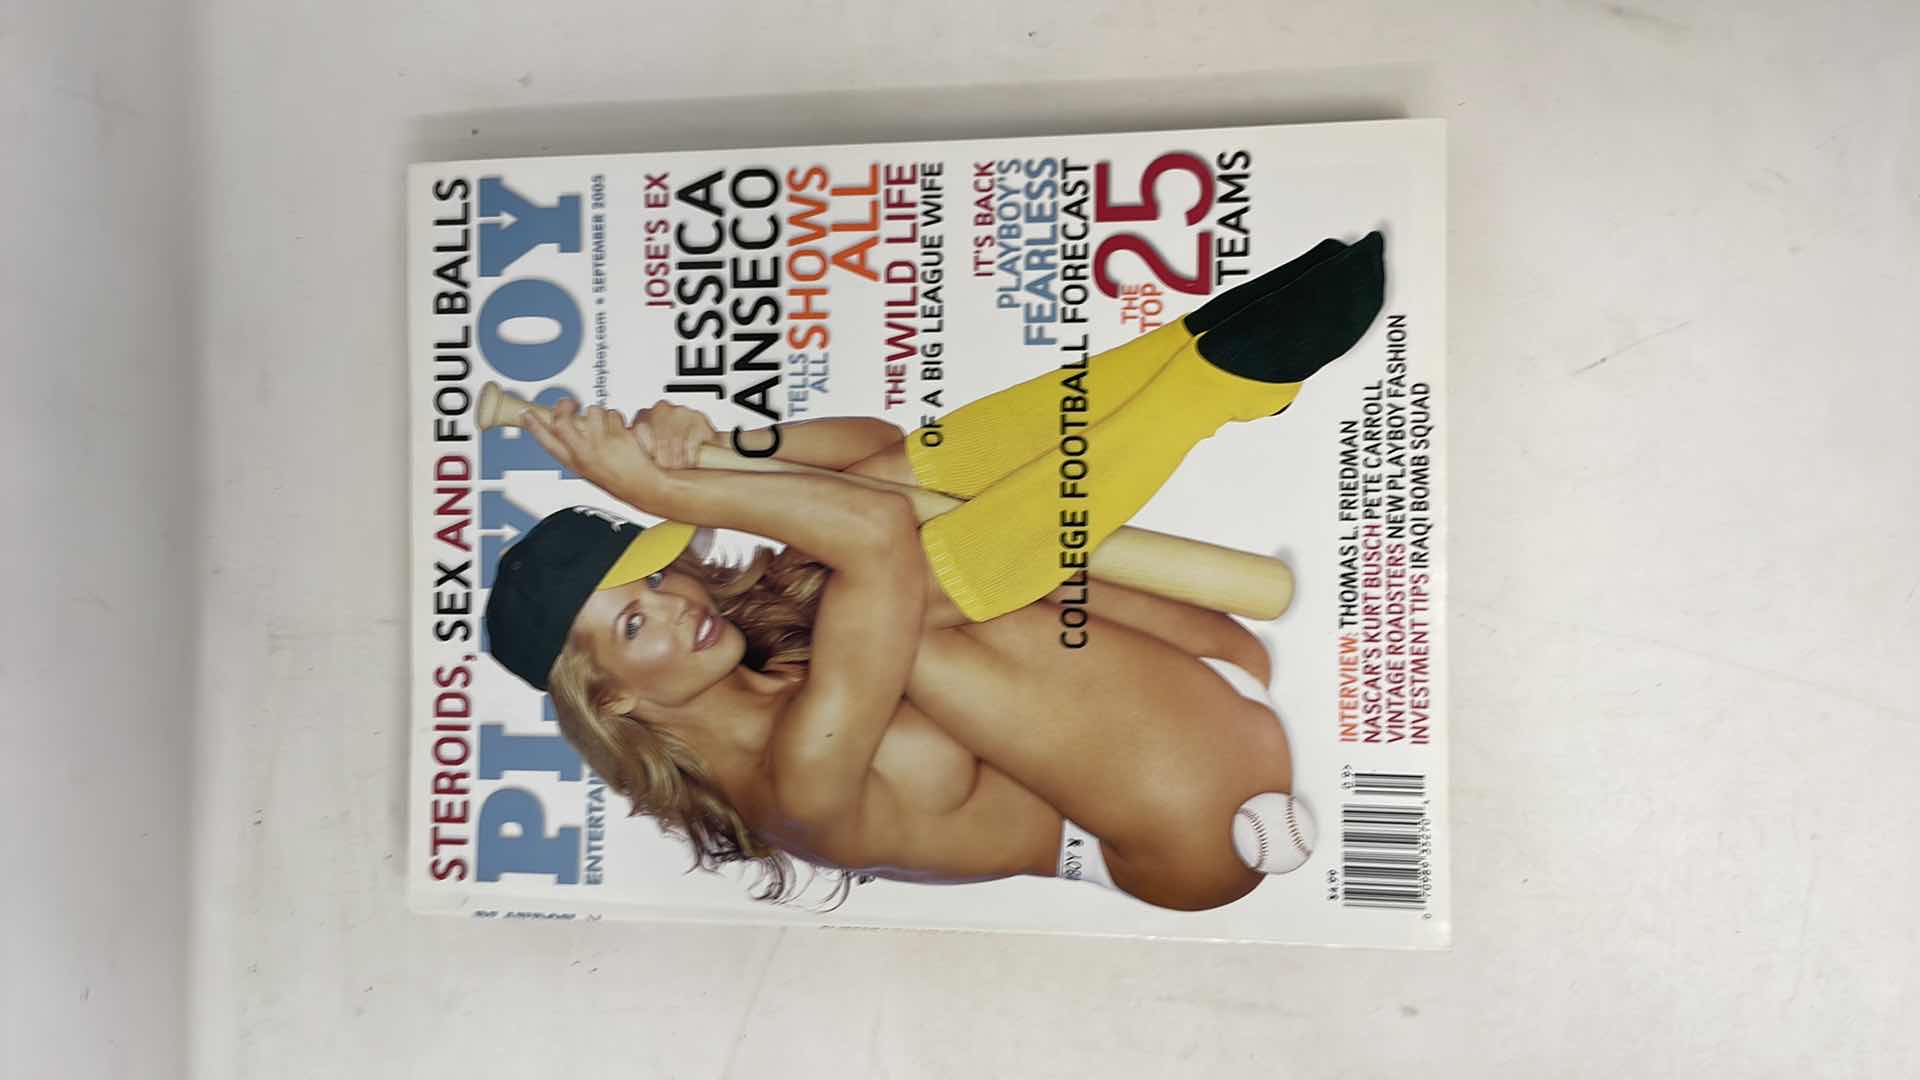 STEROIDS, SEX AND FOUL BALLS
PLAYBOY
playboy.com • SEPTEMBER 2005
JOSE'S EX
JESSICA
CANSECO
TELLS
ALL
SHOWS
ALL
THE WILD LIFE
OF A BIG LEAGUE WIFE
IT'S BACK
PLAYBOY'S
FEARLESS
COLLEGE FOOTBALL FORECAST
THE
TOP
25
TEAMS
INTERVIEW: THOMAS L. FRIEDMAN
NASCAR'S KURT BUSCH PETE CARROLL
VINTAGE ROADSTERS NEW PLAYBOY FASHION
INVESTMENT TIPS IRAQI BOMB SQUAD
$4.99